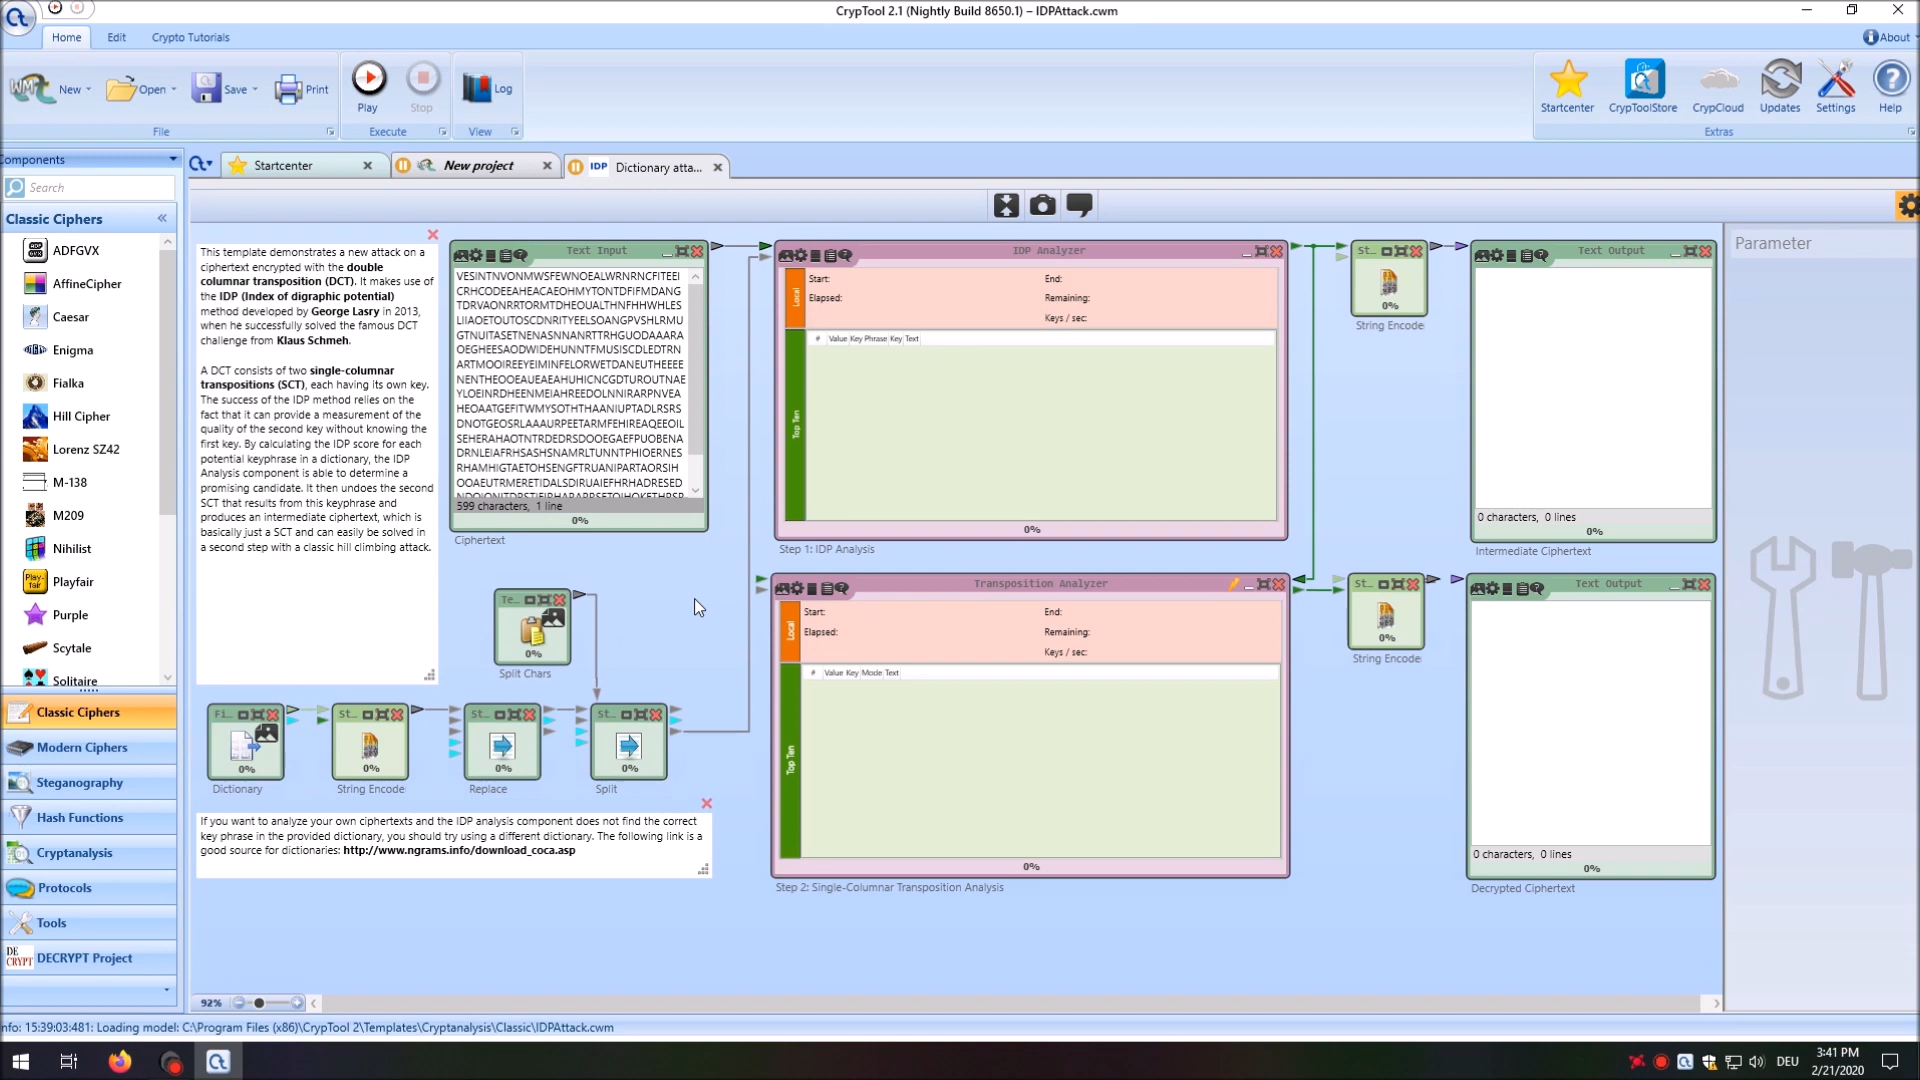 CrypTool 2.1 (Nightly Build 8650.1) – IDPAttack.cwm
Home
Edit
Crypto Tutorials
About
New
Open
Save
Print
Play
Stop
Log
Startcenter
CrypToolStore
CrypCloud
Updates
Settings
Help
File
Execute
View
Extras
Components
Startcenter
New project
IDP
Dictionary atta...
Search
Classic Ciphers
ADFGVX
AffineCipher
Caesar
Enigma
Fialka
Hill Cipher
Lorenz SZ42
M-138
M209
Nihilist
Playfair
Purple
Scytale
Solitaire
Classic Ciphers
Modern Ciphers
Steganography
Hash Functions
Cryptanalysis
Protocols
Tools
DECRYPT Project
This template demonstrates a new attack on a
ciphertext encrypted with the double
columnar transposition (DCT). It makes use of
the IDP (Index of digraphic potential)
method developed by George Lasry in 2013,
when he successfully solved the famous DCT
challenge from Klaus Schmeh.
A DCT consists of two single-columnar
transpositions (SCT), each having its own key.
The success of the IDP method relies on the
fact that it can provide a measurement of the
quality of the second key without knowing the
first key. By calculating the IDP score for each
potential keyphrase in a dictionary, the IDP
Analysis component is able to determine a
promising candidate. It then undoes the second
SCT that results from this keyphrase and
produces an intermediate ciphertext, which is
basically just a SCT and can easily be solved
in a second step with a classic hill climbing attack.
Text Input
VESINTNVONMWSFEWNOEALWRNRNCFITEEI
CRHCODEEAHEACAEOHMYTONTDFIFMDANG
TDRVAONRRTORMTDHEOUALTHNFHHWHLES
LIIAOETOUTOSCDNRITYEELSOANGPVSHLRMU
GTNUITASETNENASNNANRTTRHGUODAAARA
OEGHEESAODWIDEHUNNTFMUSISCDLEDTRN
ARTMOOIREEYEIMINFELORWETDANEUTHEEEE
NENTHEOOEAUEAEAHUHICNCGDTUROUTNAE
YLOEINRDHEENMEIAHREEDOLNNIRARPNVEA
HEOAATGEFITWMYSOTHTHAANIUPTADLRSRS
DNOTGEOSRLAAAURPEETARMFEHIREAQEEOIL
SEHERAHAOTNTRDEDRSDOOEGAEFPUOBENA
DRNLEIAFRHSASHSNAMRLTUNNTPHIOERNES
RHAMHIGTAETOHSENGFTRUANIPARTAORSIH
OOAEUTRMERETIDALSDIRUAIEFHRHADRESED
599 characters, 1 line
0%
Ciphertext
Te...
0%
Split Chars
Fi...
0%
Dictionary
St...
0%
String Encode
St...
0%
Replace
St...
0%
Split
If you want to analyze your own ciphertexts and the IDP analysis component does not find the correct
key phrase in the provided dictionary, you should try using a different dictionary. The following link is a
good source for dictionaries: http://www.ngrams.info/download_coca.asp
IDP Analyzer
Local
Start:
End:
Elapsed:
Remaining:
Keys / sec:
Top Ten
# Value Key Phrase Key Text
0%
Step 1: IDP Analysis
Transposition Analyzer
Local
Start:
End:
Elapsed:
Remaining:
Keys / sec:
Top Ten
# Value Key Mode Text
0%
Step 2: Single-Columnar Transposition Analysis
St...
0%
String Encode
St...
0%
String Encode
Text Output
0 characters, 0 lines
0%
Intermediate Ciphertext
Text Output
0 characters, 0 lines
0%
Decrypted Ciphertext
Parameter
92%
nfo: 15:39:03:481: Loading model: C:\Program Files (x86)\CrypTool 2\Templates\Cryptanalysis\Classic\IDPAttack.cwm
DEU
3:41 PM
2/21/2020